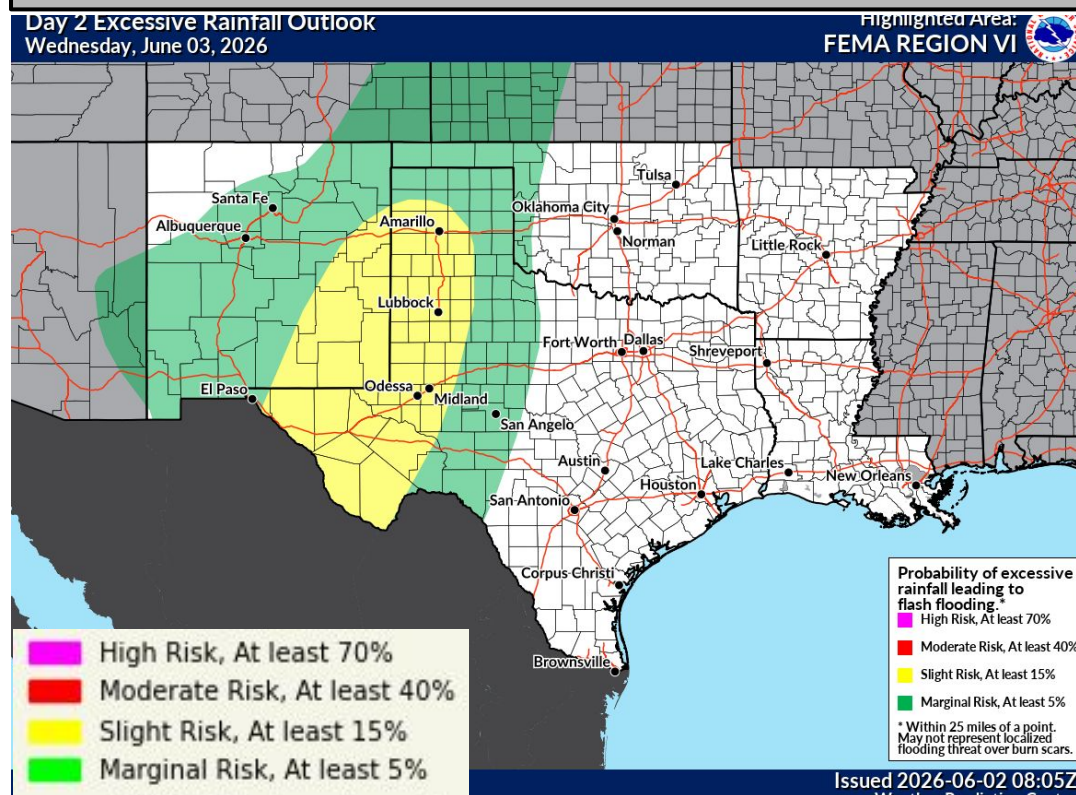 Day 2 Excessive Rainfall Outlook
Wednesday, June 03, 2026
Highlighted Area:
FEMA REGION VI
Santa Fe
Albuquerque
Amarillo
Tulsa
Oklahoma City
Norman
Little Rock
Lubbock
Fort Worth
Dallas
Shreveport
El Paso
Odessa
Midland
San Angelo
Austin
Lake Charles
New Orleans
Houston
San Antonio
Corpus Christi
Brownsville
Probability of excessive
rainfall leading to
flash flooding.*
High Risk, At least 70%
Moderate Risk, At least 40%
Slight Risk, At least 15%
Marginal Risk, At least 5%
* Within 25 miles of a point.
May not represent localized
flooding threat over burn scars.
High Risk, At least 70%
Moderate Risk, At least 40%
Slight Risk, At least 15%
Marginal Risk, At least 5%
Issued 2026-06-02 08:05Z